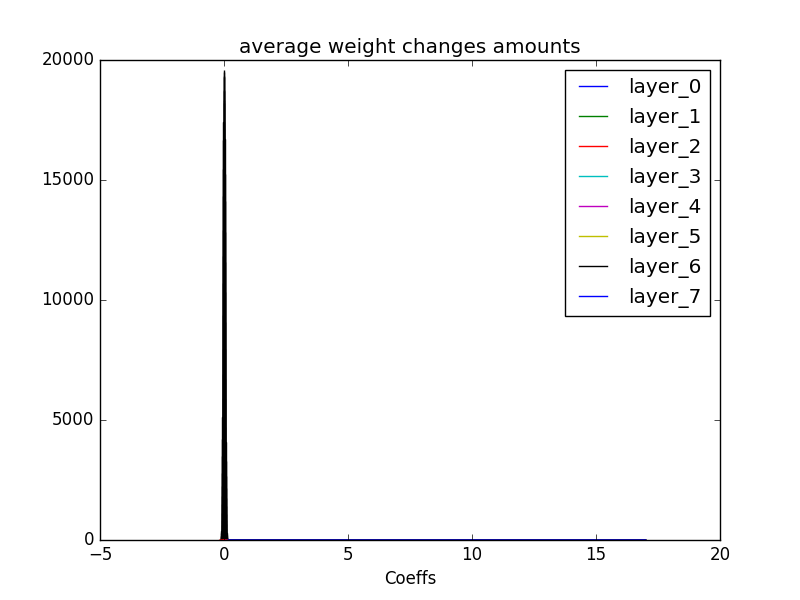 average weight changes amounts
20000
15000
10000
5000
0
−5
0
5
10
15
20
Coeffs
layer_0
layer_1
layer_2
layer_3
layer_4
layer_5
layer_6
layer_7